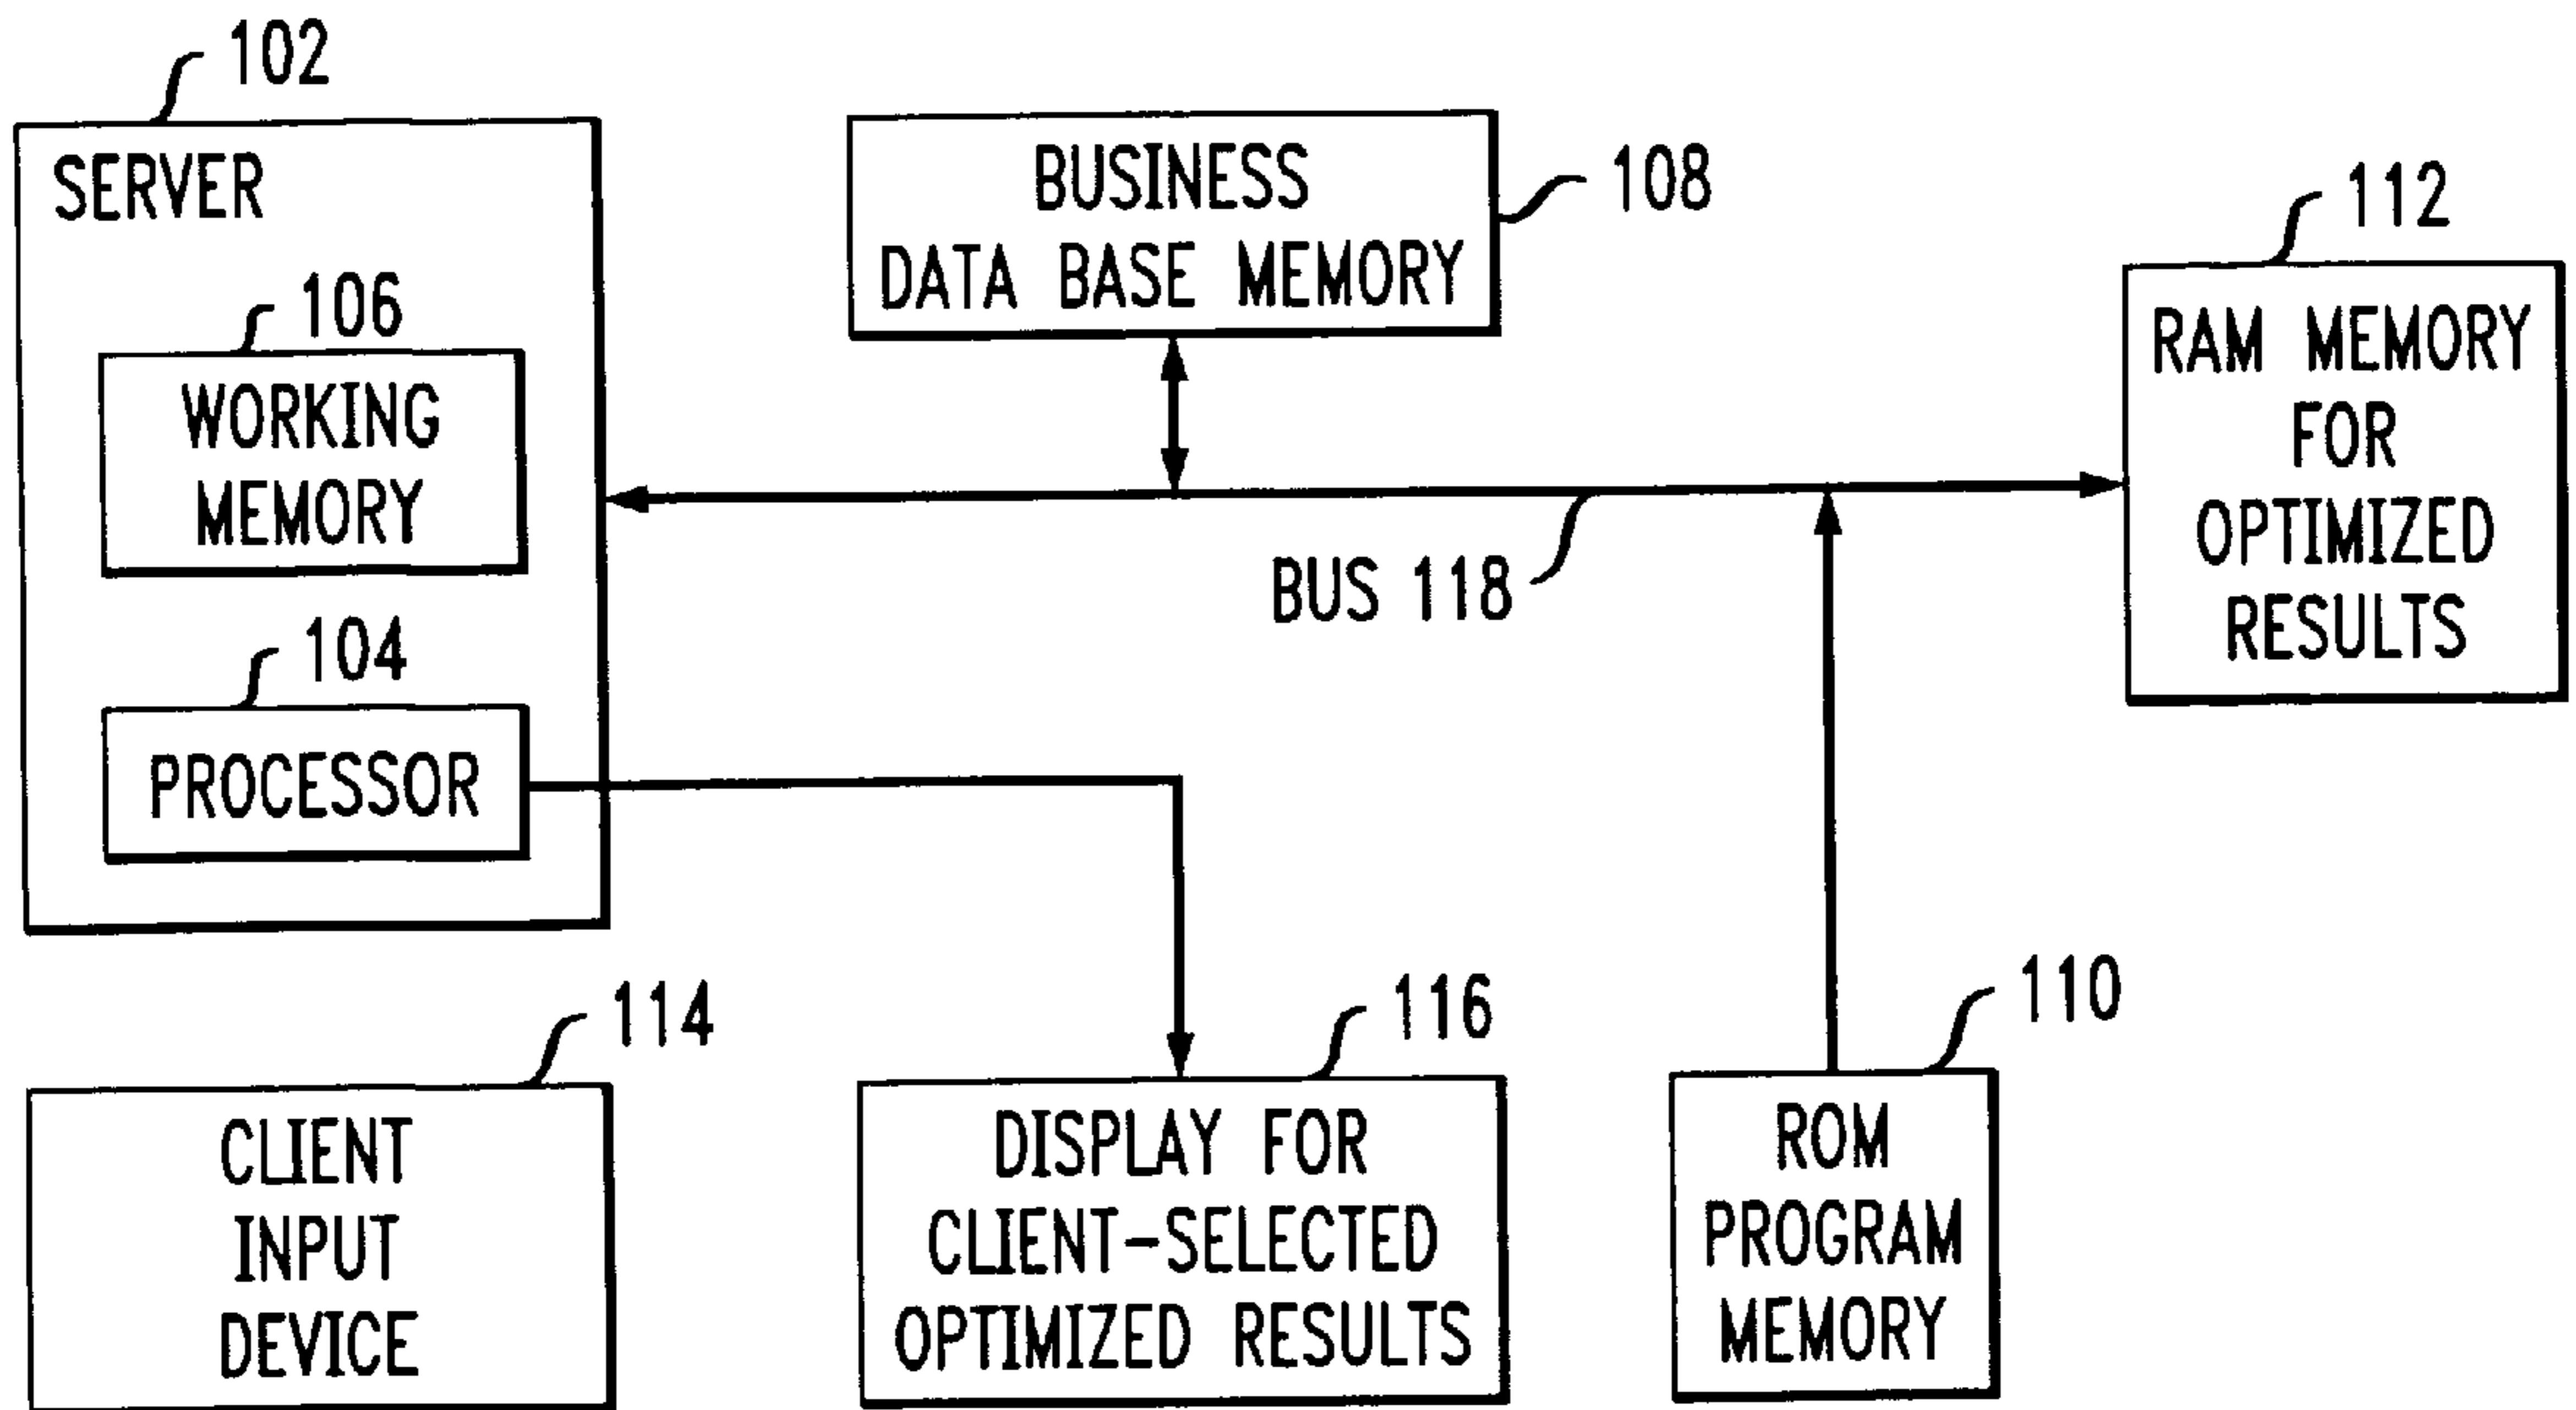 102
SERVER
106
WORKING
MEMORY
104
PROCESSOR
BUSINESS
DATA BASE MEMORY
108
112
RAM MEMORY
FOR
OPTIMIZED
RESULTS
BUS 118
114
CLIENT
INPUT
DEVICE
116
DISPLAY FOR
CLIENT-SELECTED
OPTIMIZED RESULTS
110
ROM
PROGRAM
MEMORY